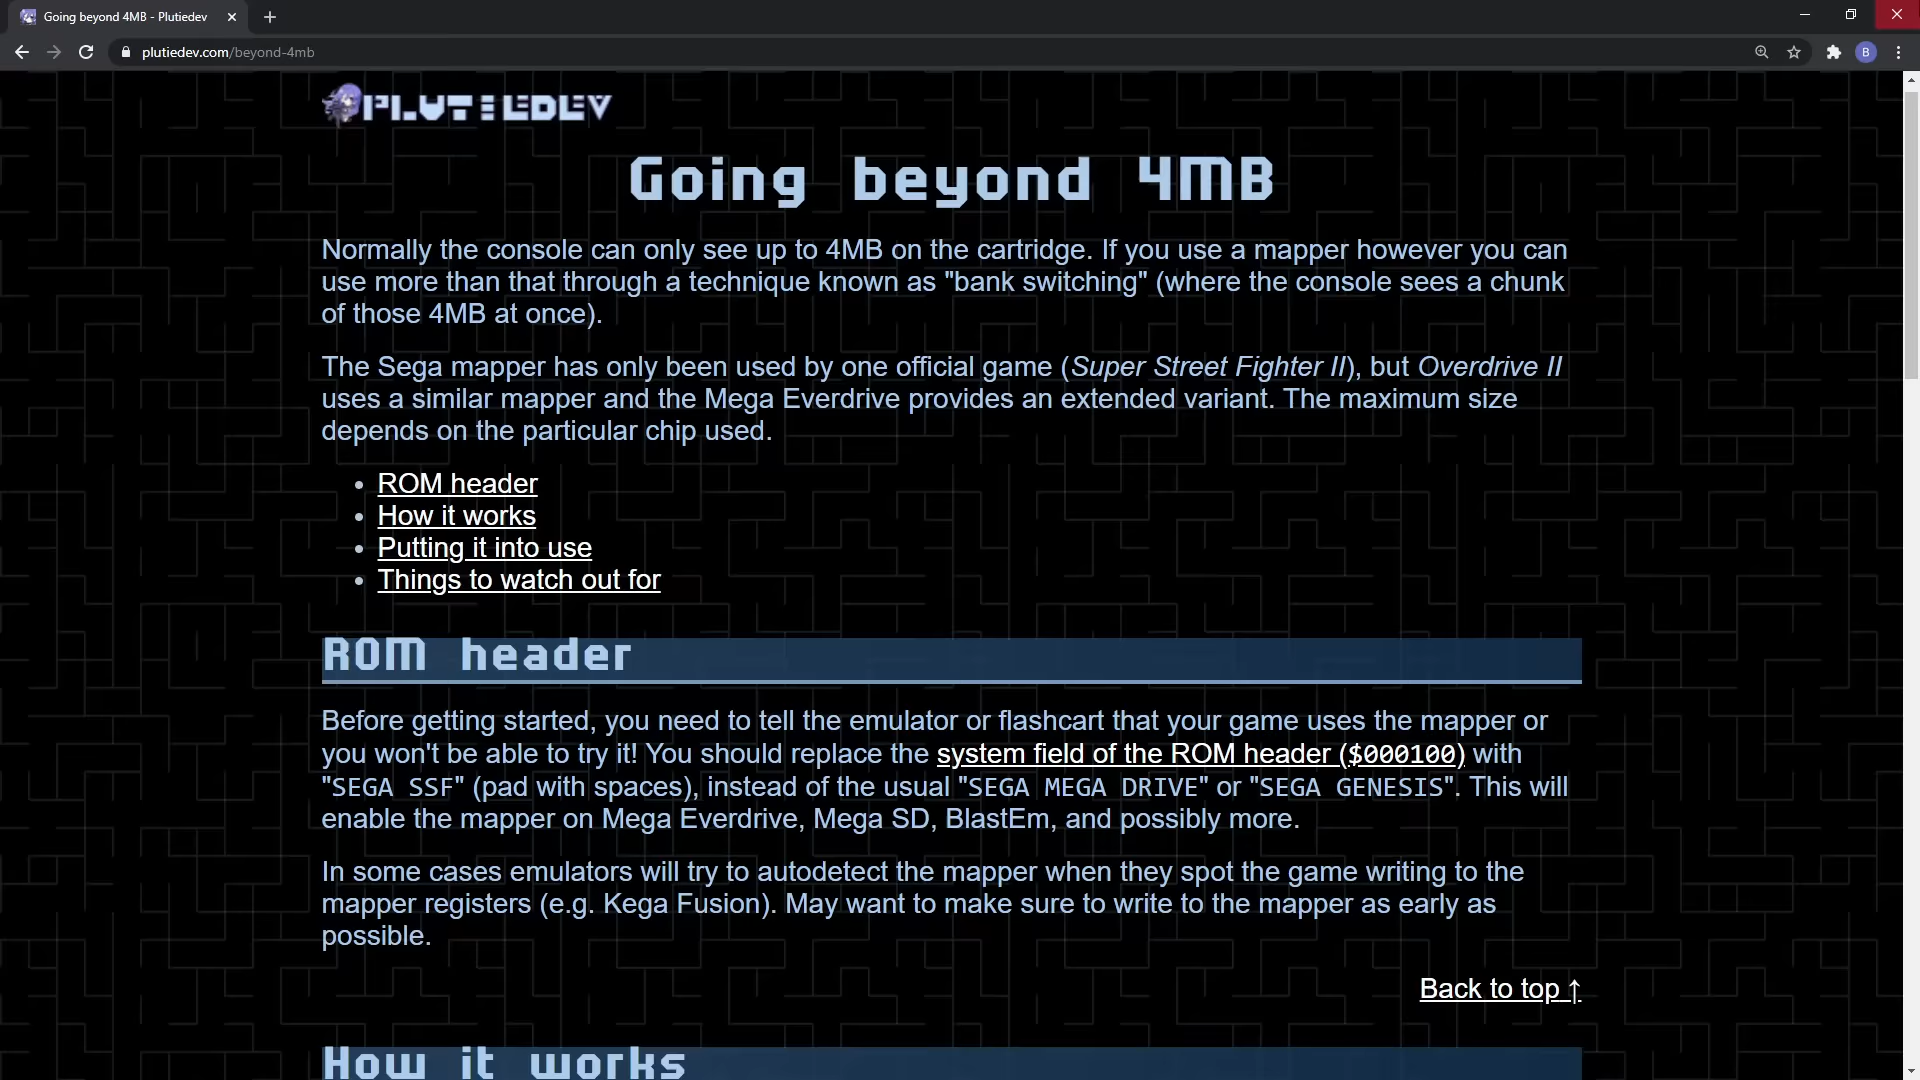 Going beyond 4MB - Plutiedev
plutiedev.com/beyond-4mb
B
PLUTIEDEV
Going beyond 4MB
Normally the console can only see up to 4MB on the cartridge. If you use a mapper however you can
use more than that through a technique known as "bank switching" (where the console sees a chunk
of those 4MB at once).
The Sega mapper has only been used by one official game (Super Street Fighter II), but Overdrive II
uses a similar mapper and the Mega Everdrive provides an extended variant. The maximum size
depends on the particular chip used.
• ROM header
• How it works
• Putting it into use
• Things to watch out for
ROM header
Before getting started, you need to tell the emulator or flashcart that your game uses the mapper or
you won't be able to try it! You should replace the system field of the ROM header ($000100) with
"SEGA SSF" (pad with spaces), instead of the usual "SEGA MEGA DRIVE" or "SEGA GENESIS". This will
enable the mapper on Mega Everdrive, Mega SD, BlastEm, and possibly more.
In some cases emulators will try to autodetect the mapper when they spot the game writing to the
mapper registers (e.g. Kega Fusion). May want to make sure to write to the mapper as early as
possible.
Back to top ↑
How it works